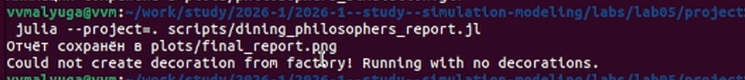 vvmalyuga@vvm:~/work/study/2026-1/2026-1--study--simulation-modeling/labs/lab05/project
julia --project=. scripts/dining_philosophers_report.jl
Отчёт сохранён в plots/final_report.png
Could not create decoration from factory! Running with no decorations.